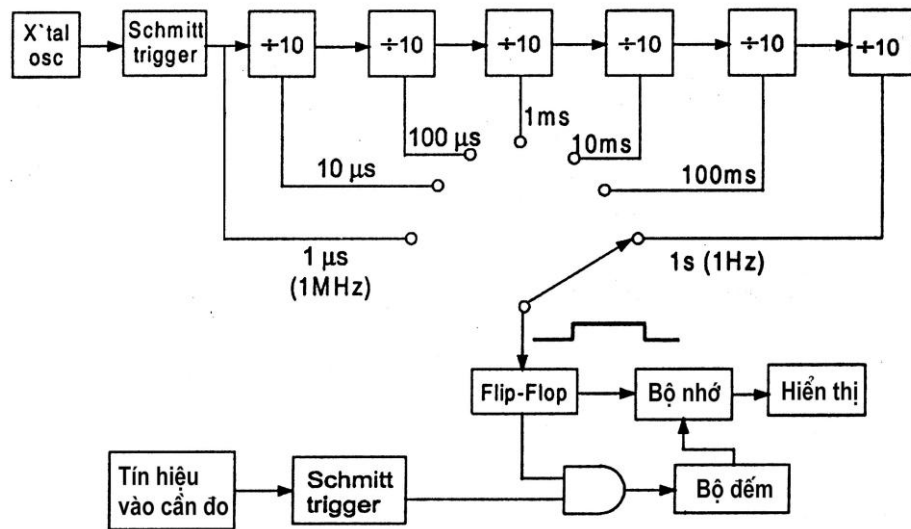 X`tal
osc
Schmitt
trigger
÷10
÷10
÷10
÷10
÷10
÷10
1ms
100 µs
10ms
10 µs
100ms
1 µs
(1MHz)
1s (1Hz)
Flip-Flop
Bộ nhớ
Hiển thị
Tín hiệu
vào cần đo
Schmitt
trigger
Bộ đếm